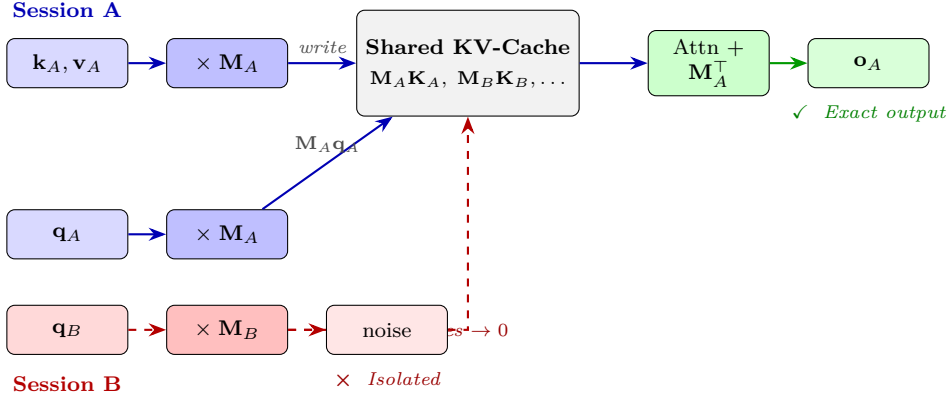 Session A
k_A, v_A
× M_A
write
Shared KV-Cache
M_A K_A, M_B K_B, . . .
Attn +
M_A^⊤
o_A
✓ Exact output
M_A q_A
q_A
× M_A
q_B
× M_B
noise
→ 0
× Isolated
Session B